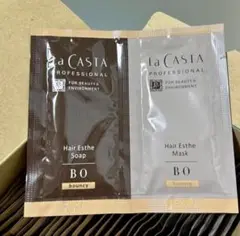 La CASTA
PROFESSIONAL
FOR BEAUTY &
ENVIRONMENT
Hair Esthe
Soap
BO
bouncy
La CASTA
PROFESSIONAL
FOR BEAUTY &
ENVIRONMENT
Hair Esthe
Mask
BO
bouncy